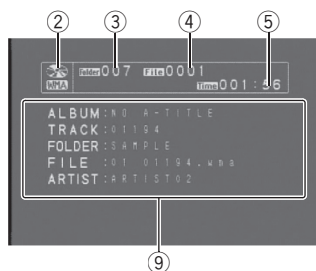 ② ③ ④ ⑤
Folder 007 File 0001
WMA Time 001:56
ALBUM:NO A-TITLE
TRACK:01194
FOLDER:SAMPLE
FILE :01 01194.wma
ARTIST:ARTIST02
⑨